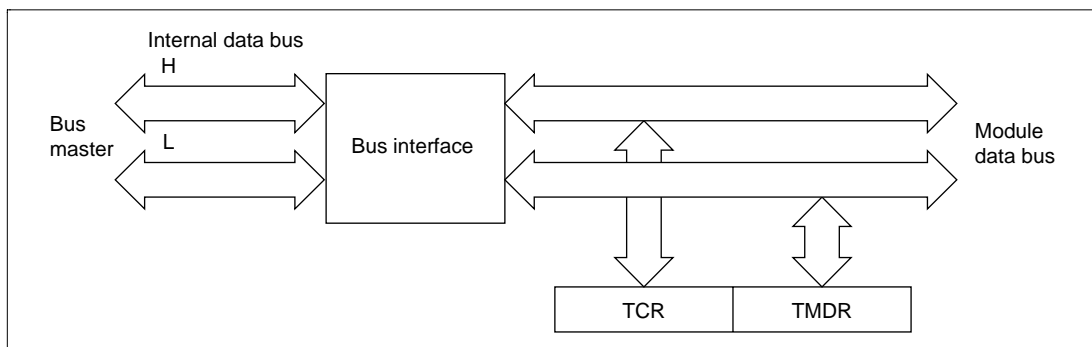 Internal data bus
H
Bus
master
L
Bus interface
Module
data bus
TCR
TMDR